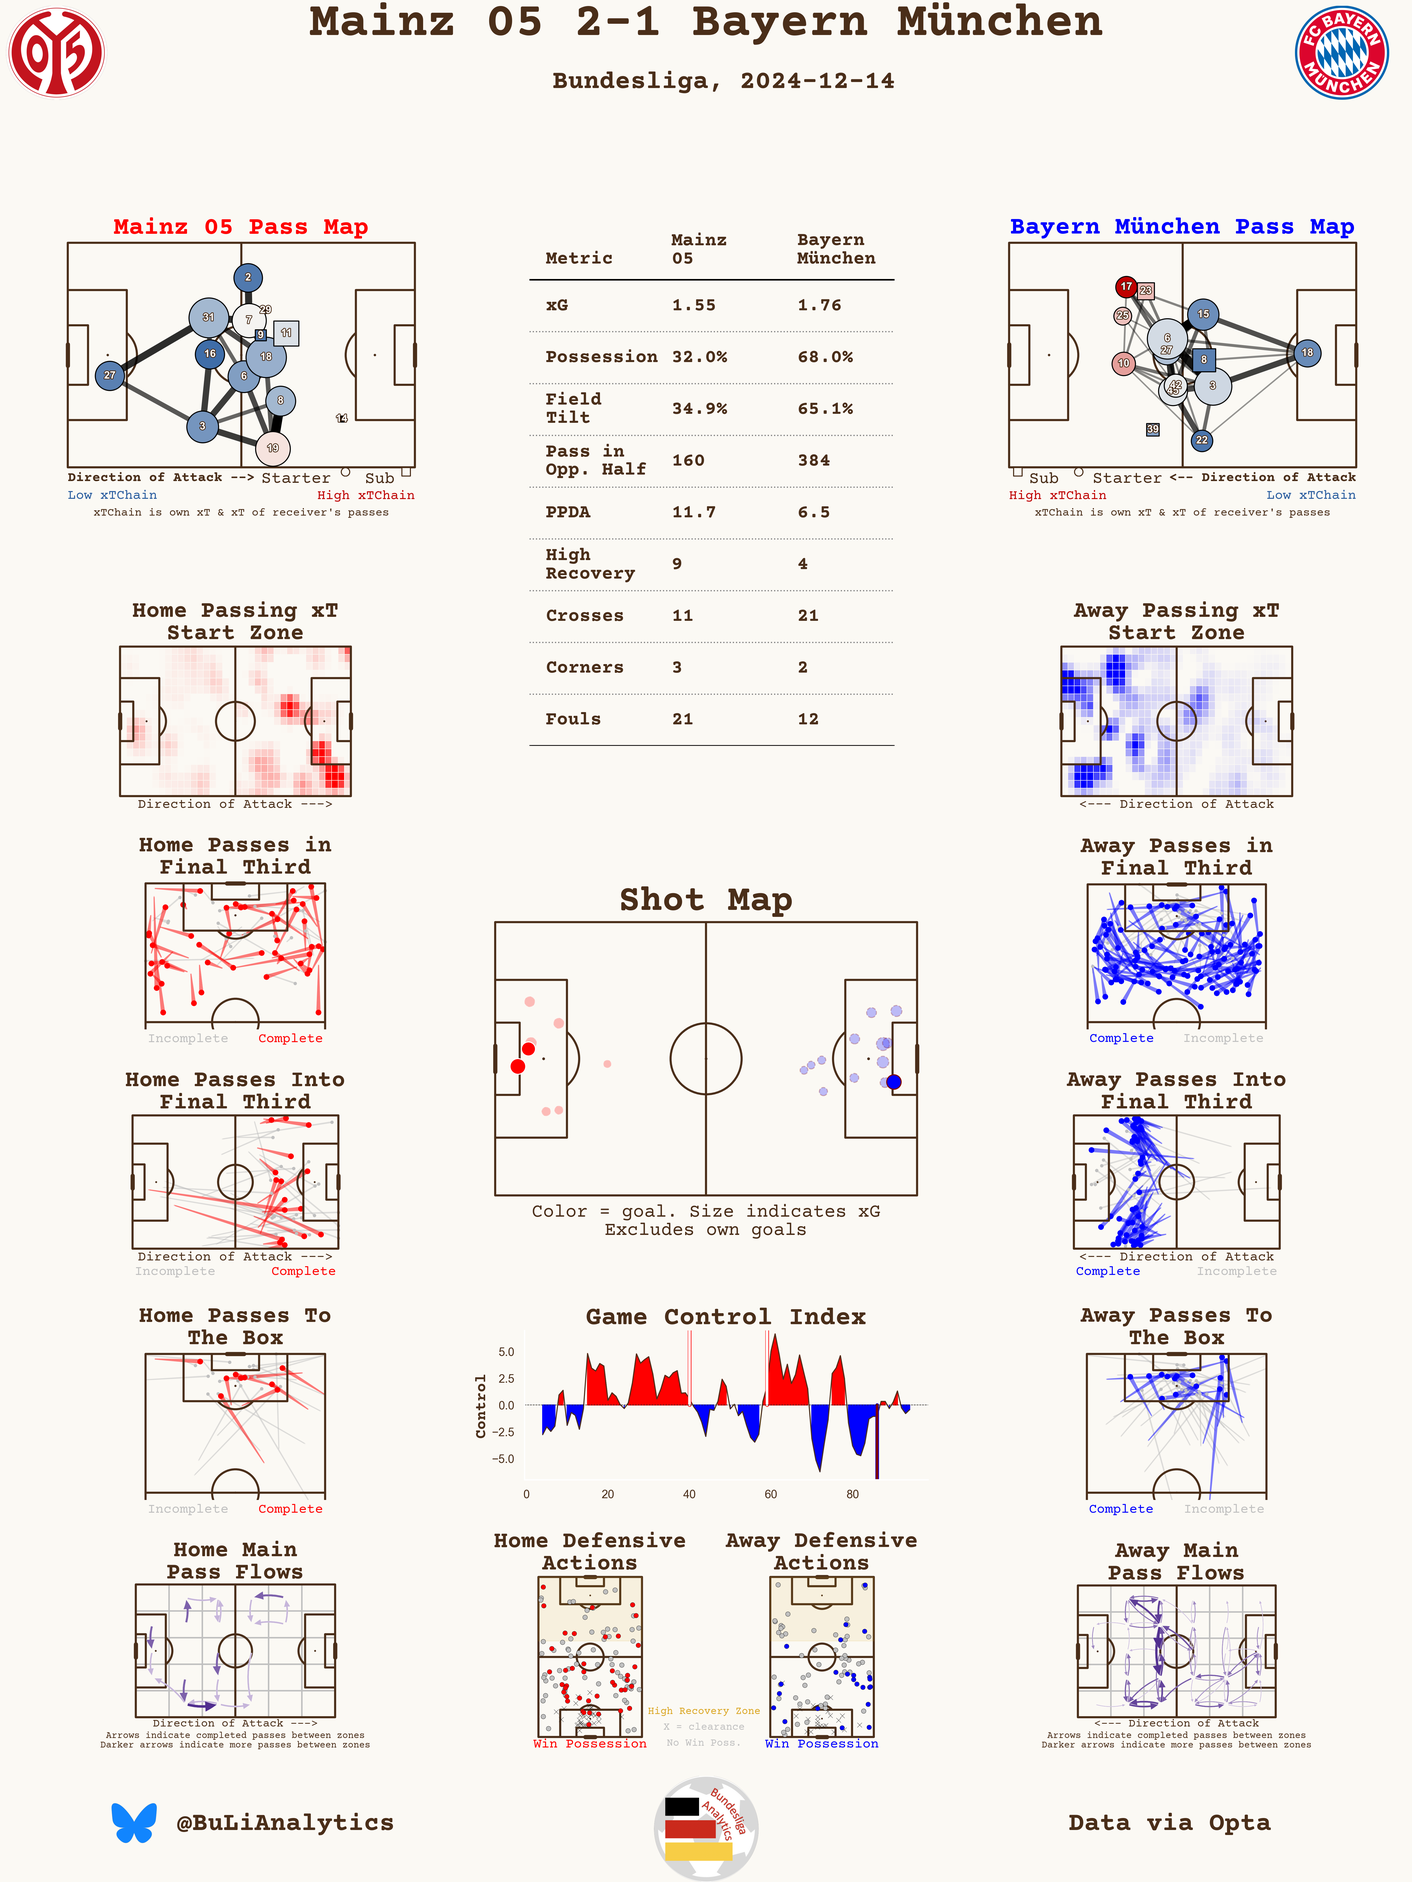 Mainz 05 2-1 Bayern München
Bundesliga, 2024-12-14
FC BAYERN
MÜNCHEN
Mainz 05 Pass Map
2
29
31
7
9
11
16
18
27
6
8
3
14
19
Direction of Attack --> Starter Sub
Low xTChain High xTChain
xTChain is own xT & xT of receiver's passes
Metric Mainz 05 Bayern München
xG 1.55 1.76
Possession 32.0% 68.0%
Field Tilt 34.9% 65.1%
Pass in Opp. Half 160 384
PPDA 11.7 6.5
High Recovery 9 4
Crosses 11 21
Corners 3 2
Fouls 21 12
Bayern München Pass Map
17
23
25
15
6
27
18
10
8
42
45
3
39
22
Sub Starter <-- Direction of Attack
High xTChain Low xTChain
xTChain is own xT & xT of receiver's passes
Home Passing xT
Start Zone
Direction of Attack --->
Away Passing xT
Start Zone
<--- Direction of Attack
Home Passes in
Final Third
Incomplete Complete
Away Passes in
Final Third
Complete Incomplete
Shot Map
Color = goal. Size indicates xG
Excludes own goals
Home Passes Into
Final Third
Direction of Attack --->
Incomplete Complete
Away Passes Into
Final Third
<--- Direction of Attack
Complete Incomplete
Home Passes To
The Box
Incomplete Complete
Game Control Index
Control
5.0
2.5
0.0
−2.5
−5.0
0 20 40 60 80
Away Passes To
The Box
Complete Incomplete
Home Main
Pass Flows
Direction of Attack --->
Arrows indicate completed passes between zones
Darker arrows indicate more passes between zones
Home Defensive
Actions
Win Possession
High Recovery Zone
X = clearance
No Win Poss.
Away Defensive
Actions
Win Possession
Away Main
Pass Flows
<--- Direction of Attack
Arrows indicate completed passes between zones
Darker arrows indicate more passes between zones
@BuLiAnalytics
Bundesliga
Analytics
Data via Opta